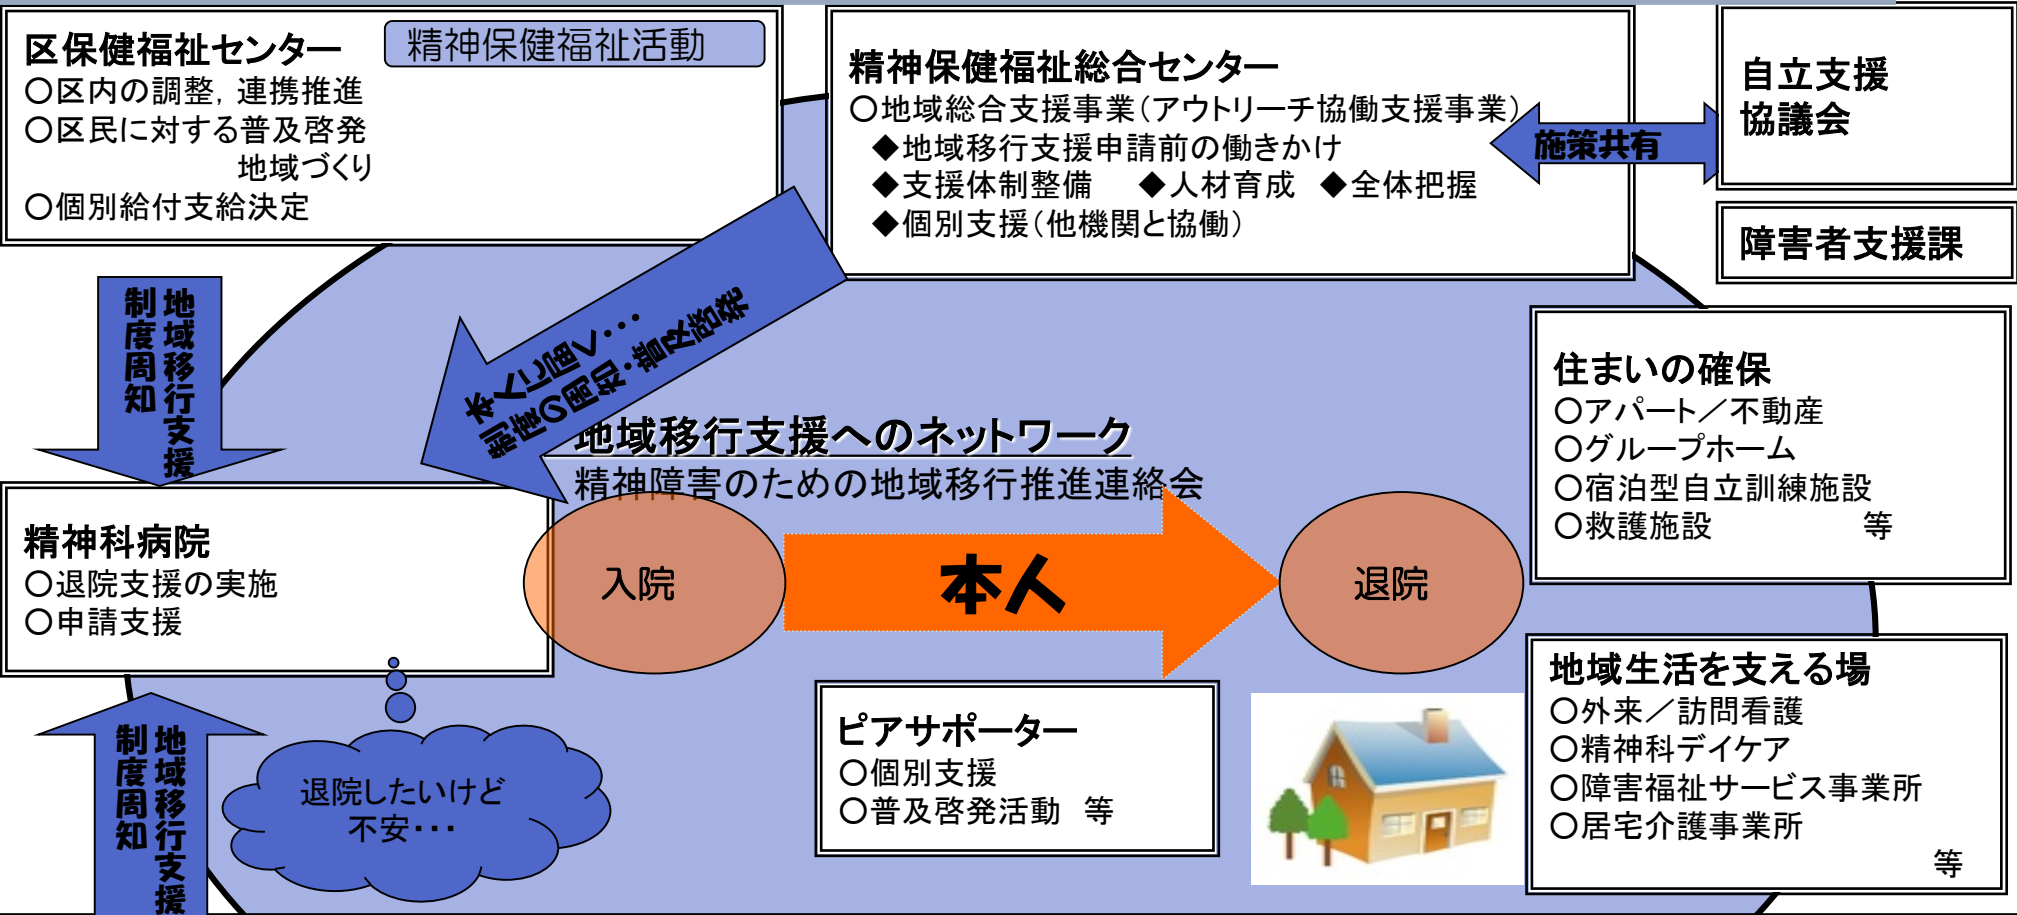 区保健福祉センター
精神保健福祉活動
○区内の調整，連携推進
○区民に対する普及啓発
地域づくり
○個別給付支給決定
精神保健福祉総合センター
○地域総合支援事業（アウトリーチ協働支援事業）
◆地域移行支援申請前の働きかけ
◆支援体制整備　◆人材育成　◆全体把握
◆個別支援（他機関と協働）
施策共有
自立支援
協議会
障害者支援課
地域移行支援
制度周知
本人に届く・・・
制度の周知・普及啓発
地域移行支援へのネットワーク
精神障害のための地域移行推進連絡会
住まいの確保
○アパート／不動産
○グループホーム
○宿泊型自立訓練施設
○救護施設　　　　等
精神科病院
○退院支援の実施
○申請支援
入院
本人
退院
地域移行支援
制度周知
退院したいけど
不安・・・
ピアサポーター
○個別支援
○普及啓発活動　等
地域生活を支える場
○外来／訪問看護
○精神科デイケア
○障害福祉サービス事業所
○居宅介護事業所
等